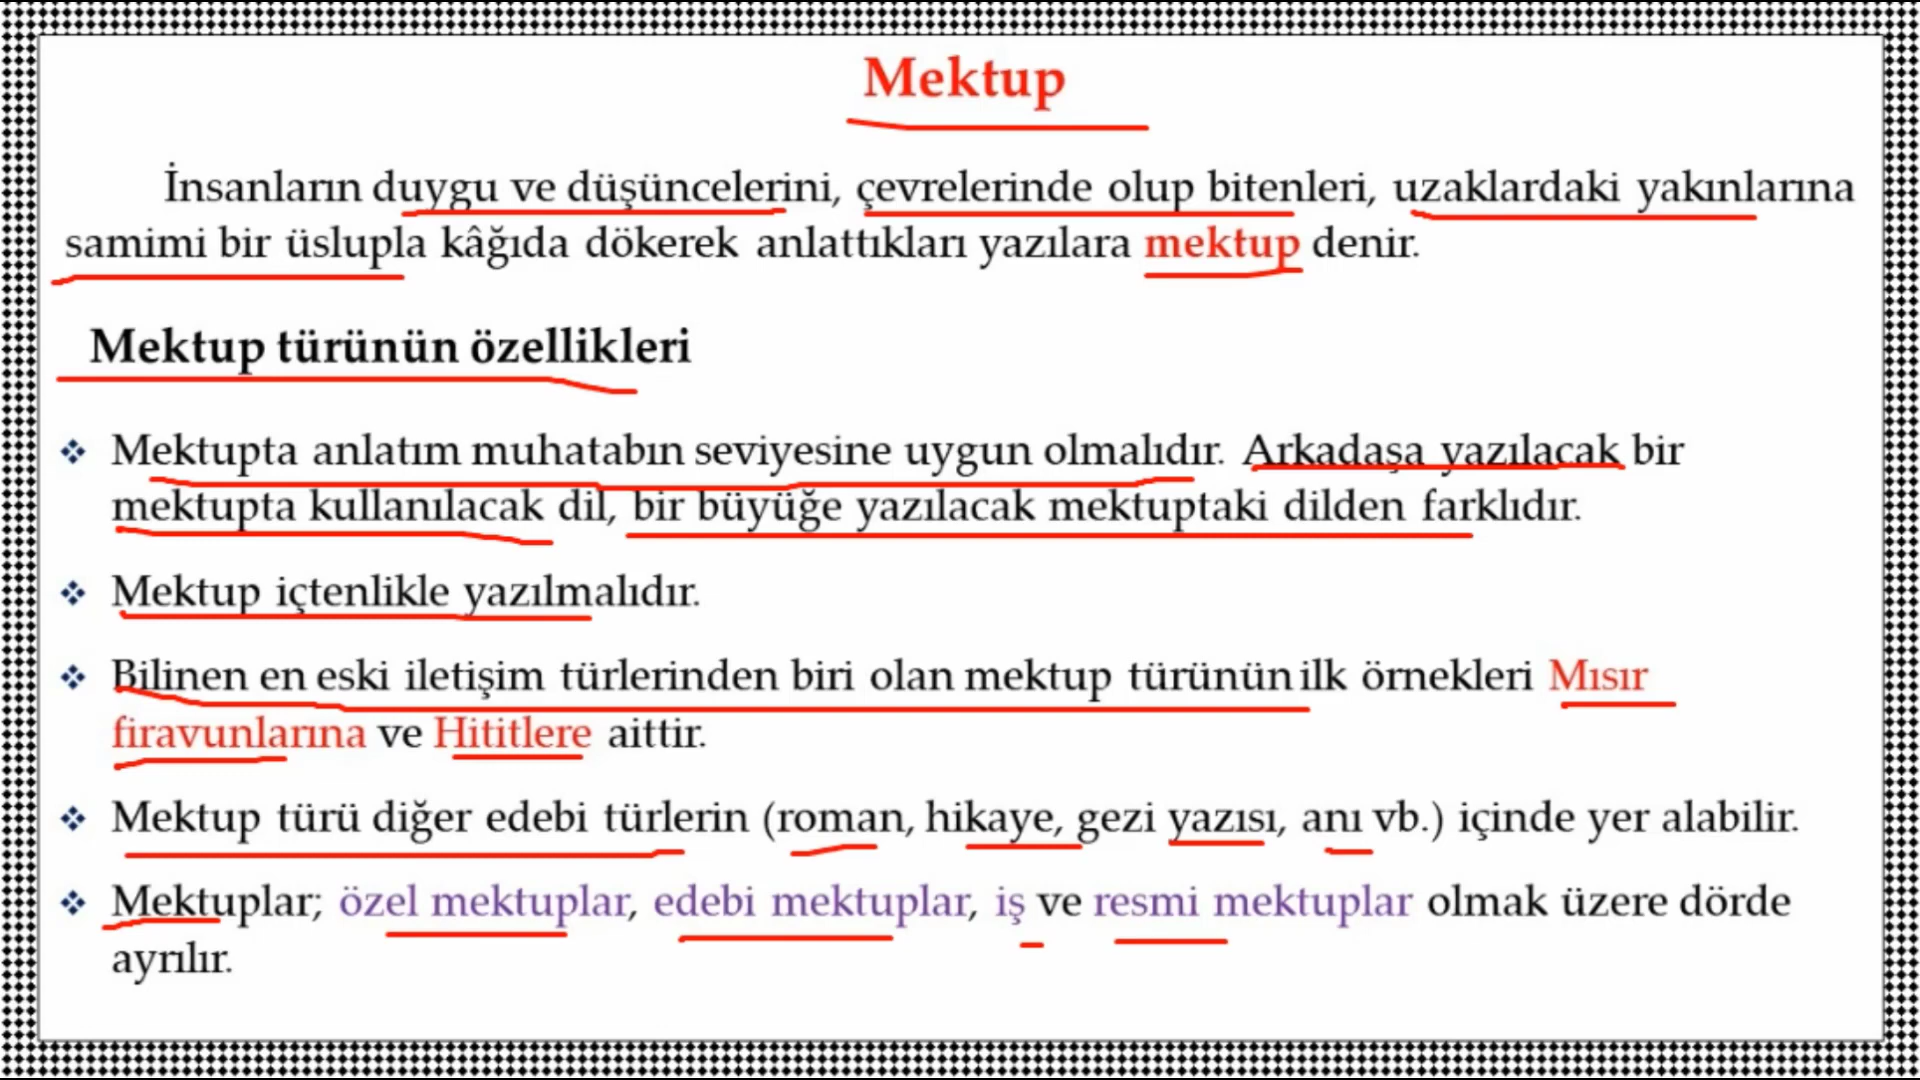 Mektup
İnsanların duygu ve düşüncelerini, çevrelerinde olup bitenleri, uzaklardaki yakınlarına
samimi bir üslupla kâğıda dökerek anlattıkları yazılara mektup denir.
Mektup türünün özellikleri
❖ Mektupta anlatım muhatabın seviyesine uygun olmalıdır. Arkadaşa yazılacak bir
mektupta kullanılacak dil, bir büyüğe yazılacak mektuptaki dilden farklıdır.
❖ Mektup içtenlikle yazılmalıdır.
❖ Bilinen en eski iletişim türlerinden biri olan mektup türünün ilk örnekleri Mısır
firavunlarına ve Hititlere aittir.
❖ Mektup türü diğer edebi türlerin (roman, hikaye, gezi yazısı, anı vb.) içinde yer alabilir.
❖ Mektuplar; özel mektuplar, edebi mektuplar, iş ve resmi mektuplar olmak üzere dörde
ayrılır.